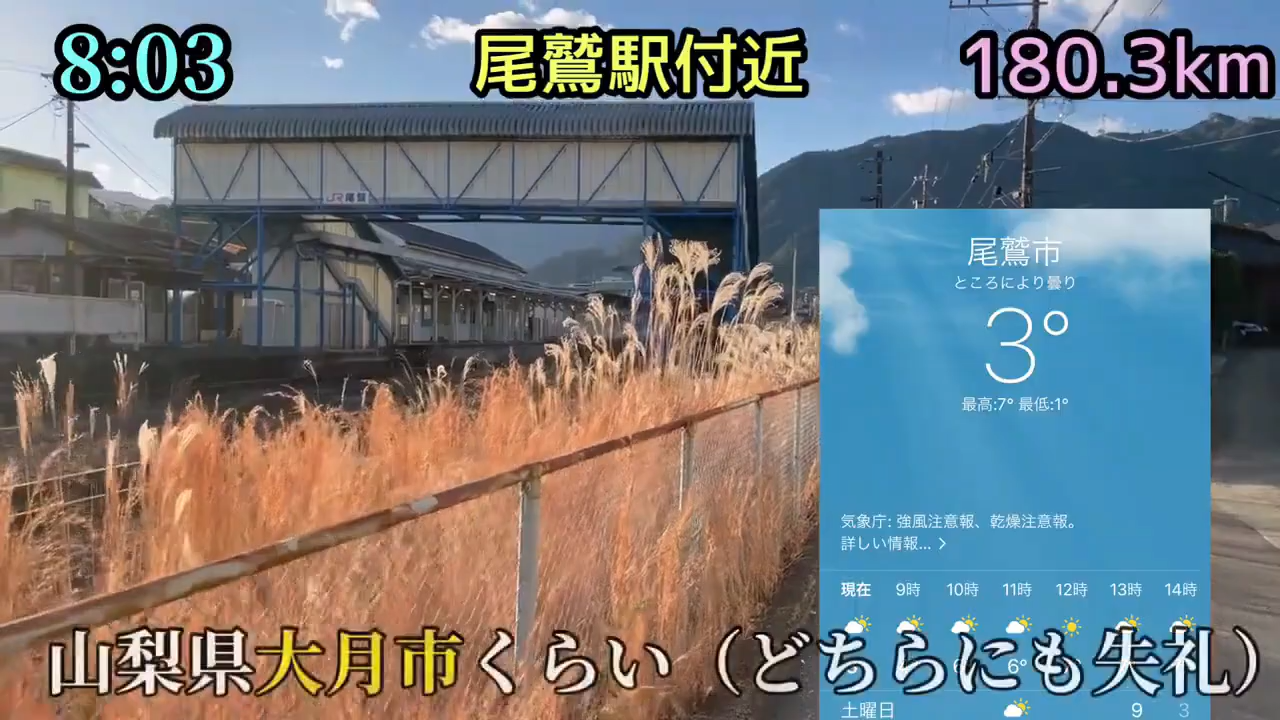 8:03
尾鷲駅付近
180.3km
JR尾鷲
尾鷲市
ところにより曇り
3°
最高:7° 最低:1°
気象庁: 強風注意報、乾燥注意報。
詳しい情報... >
現在 9時 10時 11時 12時 13時 14時
6°
山梨県大月市くらい（どちらにも失礼）
土曜日 9 3